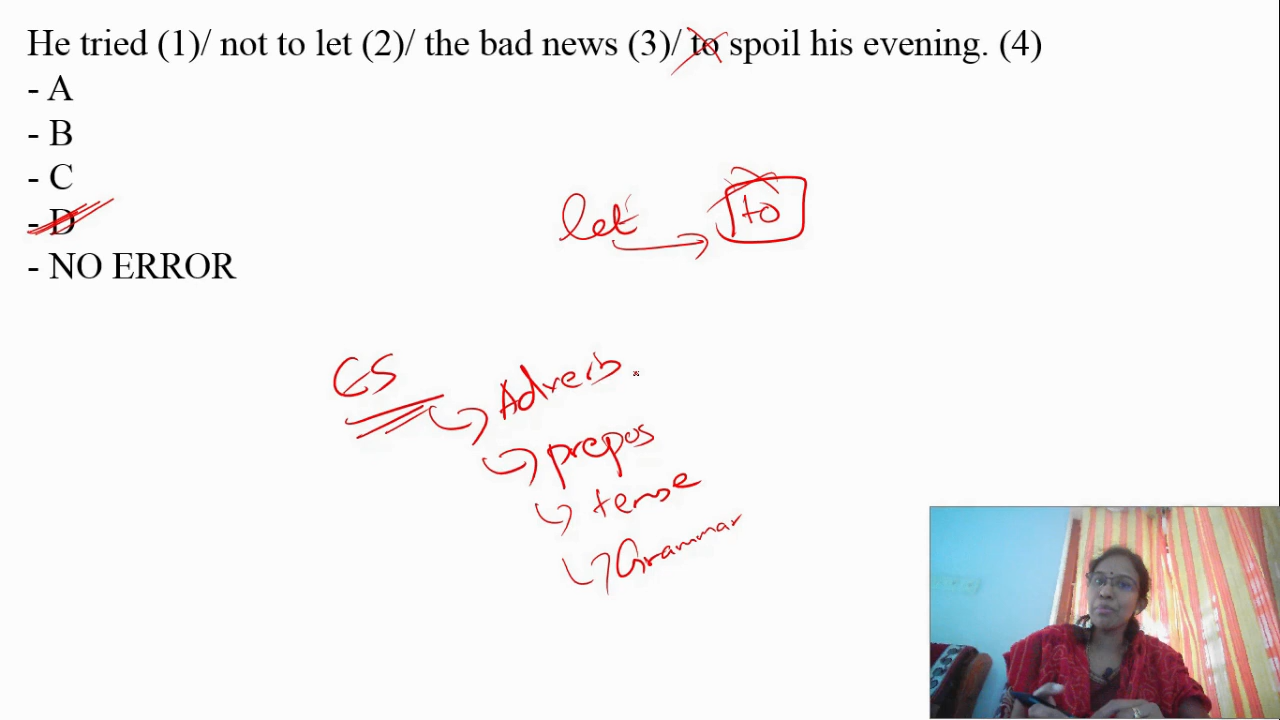 He tried (1)/ not to let (2)/ the bad news (3)/ to spoil his evening. (4)
- A
- B
- C
- D
- NO ERROR
let to
Adverb
prepos
tense
Grammar